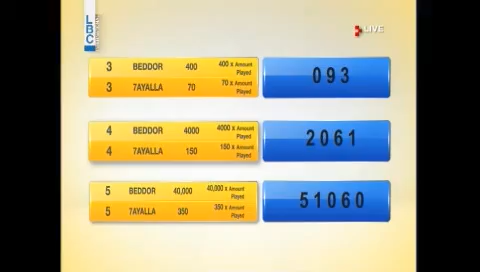 LBC
LIVE
3 BEDDOR 400 400 x Amount Played
093
3 7AYALLA 70 70 x Amount Played
4 BEDDOR 4000 4000 x Amount Played
2061
4 7AYALLA 150 150 x Amount Played
5 BEDDOR 40,000 40,000 x Amount Played
51060
5 7AYALLA 350 350 x Amount Played